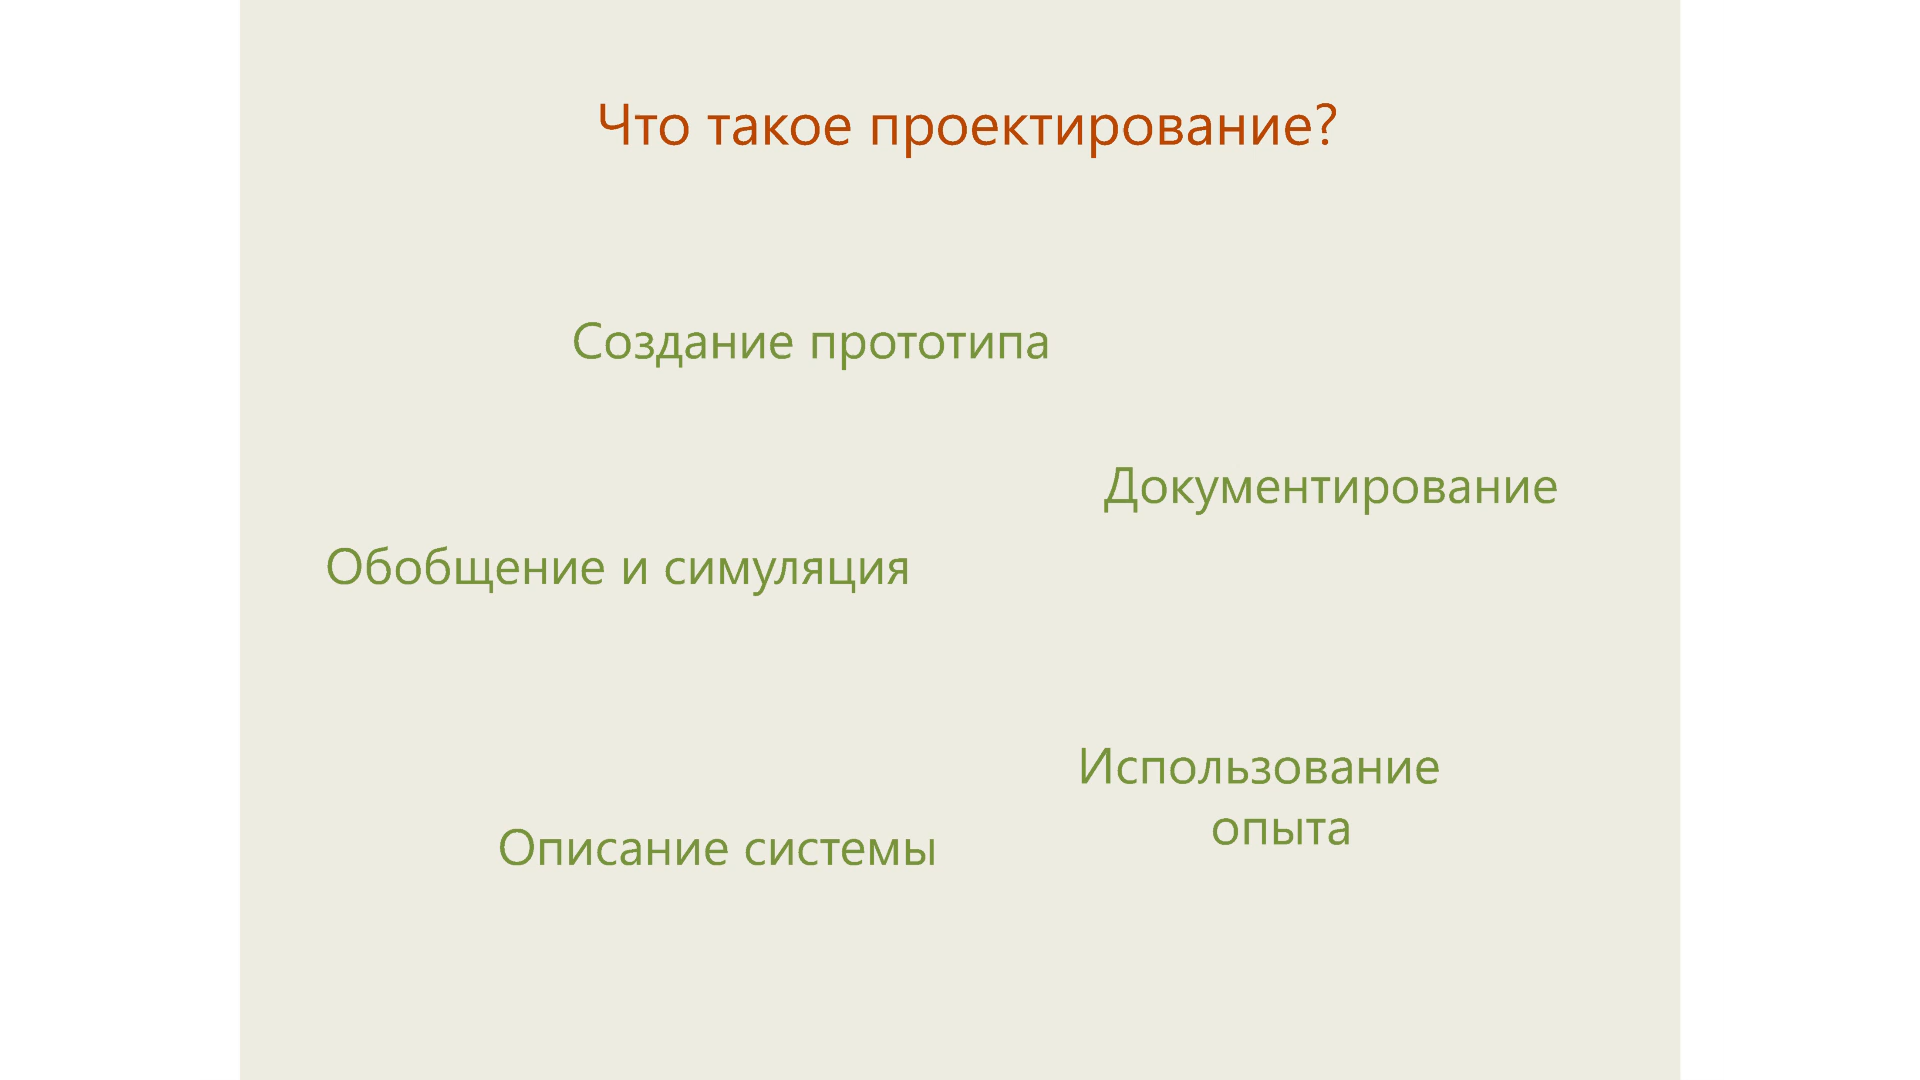 Что такое проектирование?
Создание прототипа
Документирование
Обобщение и симуляция
Использование
опыта
Описание системы